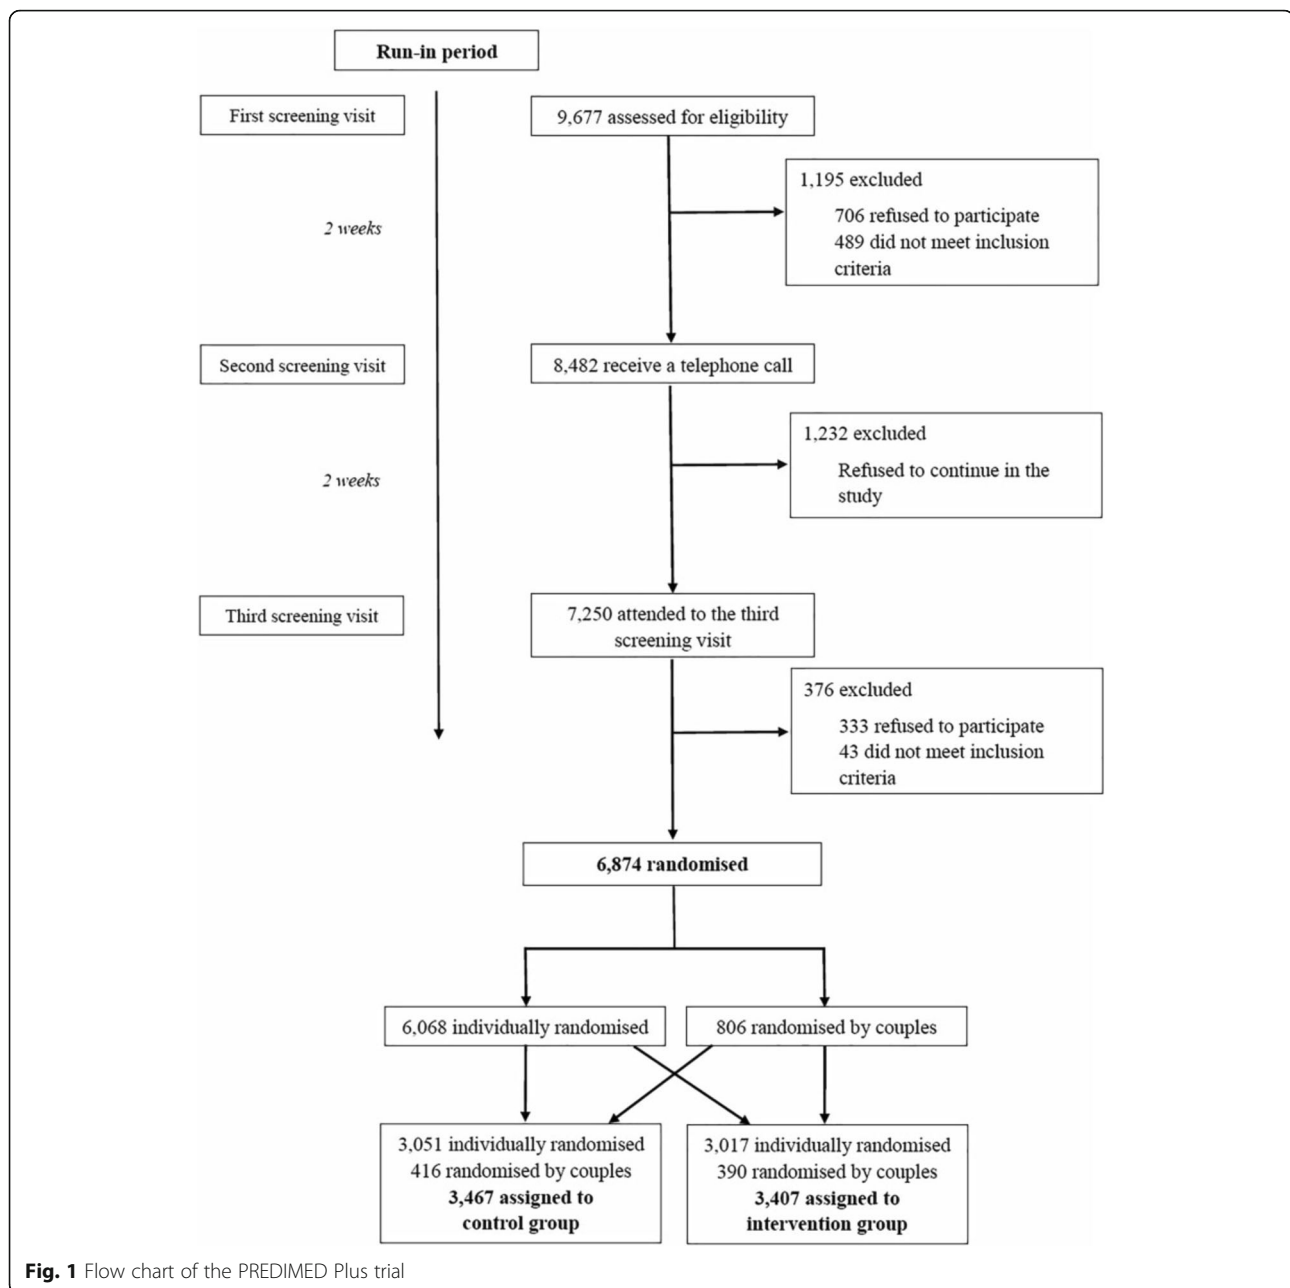 Run-in period
First screening visit
9,677 assessed for eligibility
1,195 excluded
706 refused to participate
489 did not meet inclusion
criteria
2 weeks
Second screening visit
8,482 receive a telephone call
1,232 excluded
Refused to continue in the
study
2 weeks
Third screening visit
7,250 attended to the third
screening visit
376 excluded
333 refused to participate
43 did not meet inclusion
criteria
6,874 randomised
6,068 individually randomised
806 randomised by couples
3,051 individually randomised
416 randomised by couples
3,467 assigned to
control group
3,017 individually randomised
390 randomised by couples
3,407 assigned to
intervention group
Fig. 1 Flow chart of the PREDIMED Plus trial